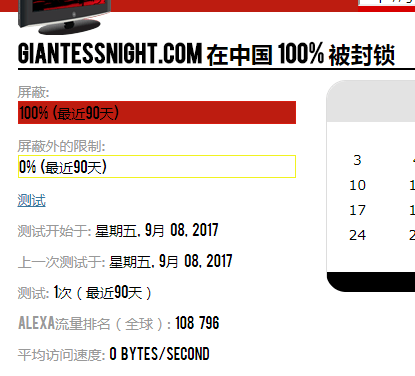 GIANTESSNIGHT.COM 在中国 100% 被封锁
屏蔽:
100% (最近90天)
屏蔽外的限制:
0% (最近90天)
测试
测试开始于: 星期五, 9月 08, 2017
上一次测试于: 星期五, 9月 08, 2017
测试: 1次（最近90天）
ALEXA流量排名（全球）: 108 796
平均访问速度: 0 BYTES/SECOND
3
10
17
24